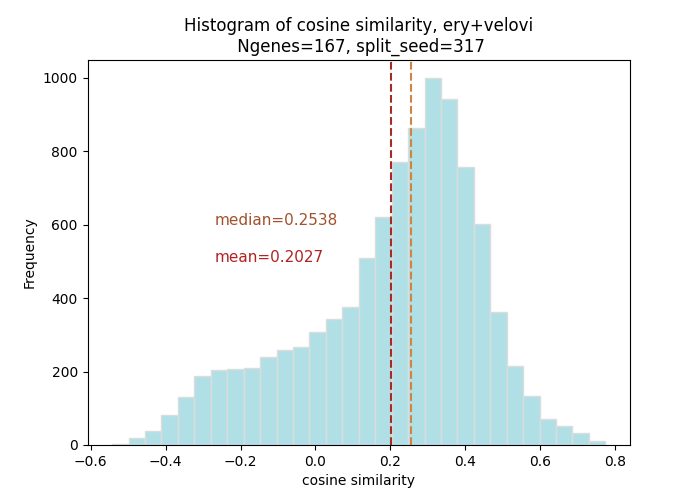 Histogram of cosine similarity, ery+velovi
Ngenes=167, split_seed=317
Frequency
1000
800
600
400
200
0
median=0.2538
mean=0.2027
−0.6 −0.4 −0.2 0.0 0.2 0.4 0.6 0.8
cosine similarity